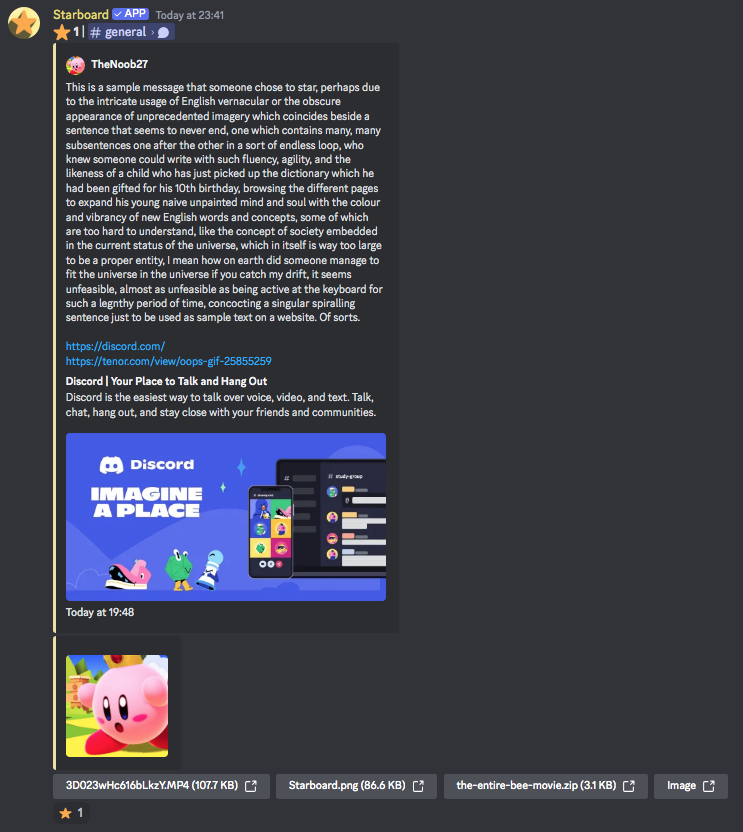 Starboard ✓ APP Today at 23:41
⭐ 1 | # general ›
TheNoob27
This is a sample message that someone chose to star, perhaps due
to the intricate usage of English vernacular or the obscure
appearance of unprecedented imagery which coincides beside a
sentence that seems to never end, one which contains many, many
subsentences one after the other in a sort of endless loop, who
knew someone could write with such fluency, agility, and the
likeness of a child who has just picked up the dictionary which he
had been gifted for his 10th birthday, browsing the different pages
to expand his young naive unpainted mind and soul with the colour
and vibrancy of new English words and concepts, some of which
are too hard to understand, like the concept of society embedded
in the current status of the universe, which in itself is way too large
to be a proper entity, I mean how on earth did someone manage to
fit the universe in the universe if you catch my drift, it seems
unfeasible, almost as unfeasible as being active at the keyboard for
such a legnthy period of time, concocting a singular spiralling
sentence just to be used as sample text on a website. Of sorts.
https://discord.com/
https://tenor.com/view/oops-gif-25855259
Discord | Your Place to Talk and Hang Out
Discord is the easiest way to talk over voice, video, and text. Talk,
chat, hang out, and stay close with your friends and communities.
Discord
IMAGINE
A PLACE
# study-group
Today at 19:48
3D023wHc616bLkzY.MP4 (107.7 KB)
Starboard.png (86.6 KB)
the-entire-bee-movie.zip (3.1 KB)
Image
⭐ 1